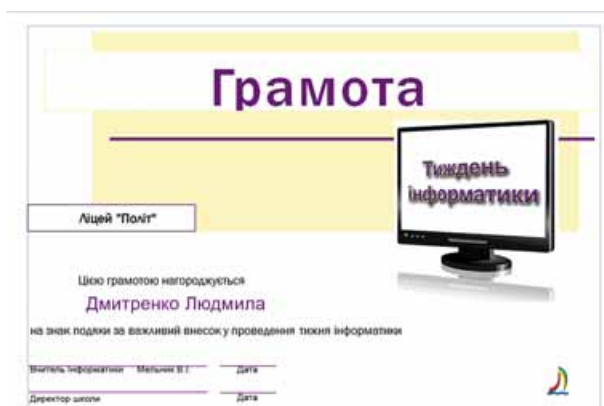 Грамота
Тиждень
інформатики
Ліцей "Політ"
Цією грамотою нагороджується
Дмитренко Людмила
на знак подяки за важливий внесок у проведення тижня інформатики
Вчитель інформатики Мельник В.І. Дата
Директор школи Дата